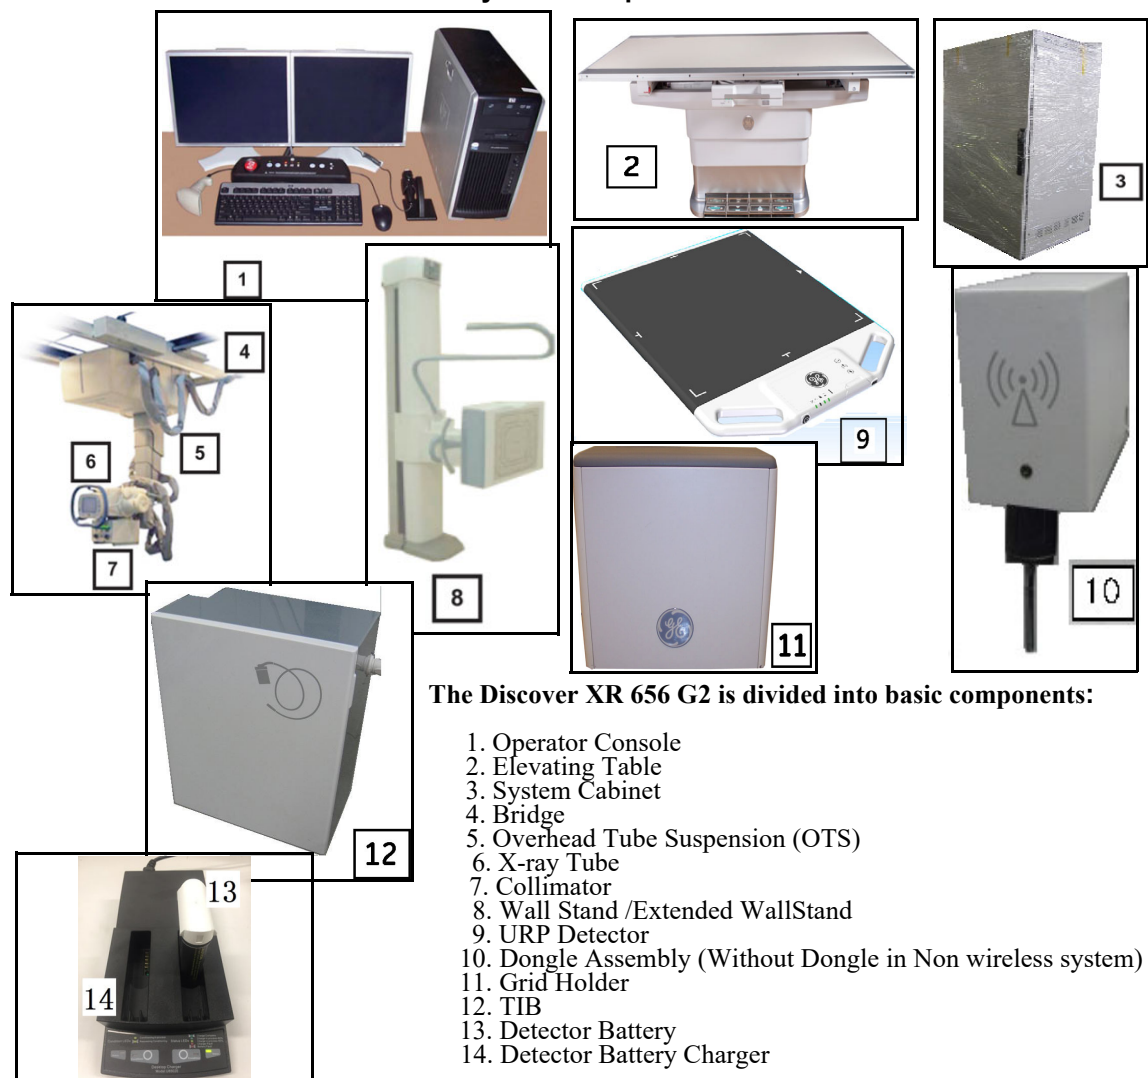 1
2
3
4
5
6
7
8
9
10
11
12
13
14
The Discover XR 656 G2 is divided into basic components:
1. Operator Console
2. Elevating Table
3. System Cabinet
4. Bridge
5. Overhead Tube Suspension (OTS)
6. X-ray Tube
7. Collimator
8. Wall Stand /Extended WallStand
9. URP Detector
10. Dongle Assembly (Without Dongle in Non wireless system)
11. Grid Holder
12. TIB
13. Detector Battery
14. Detector Battery Charger